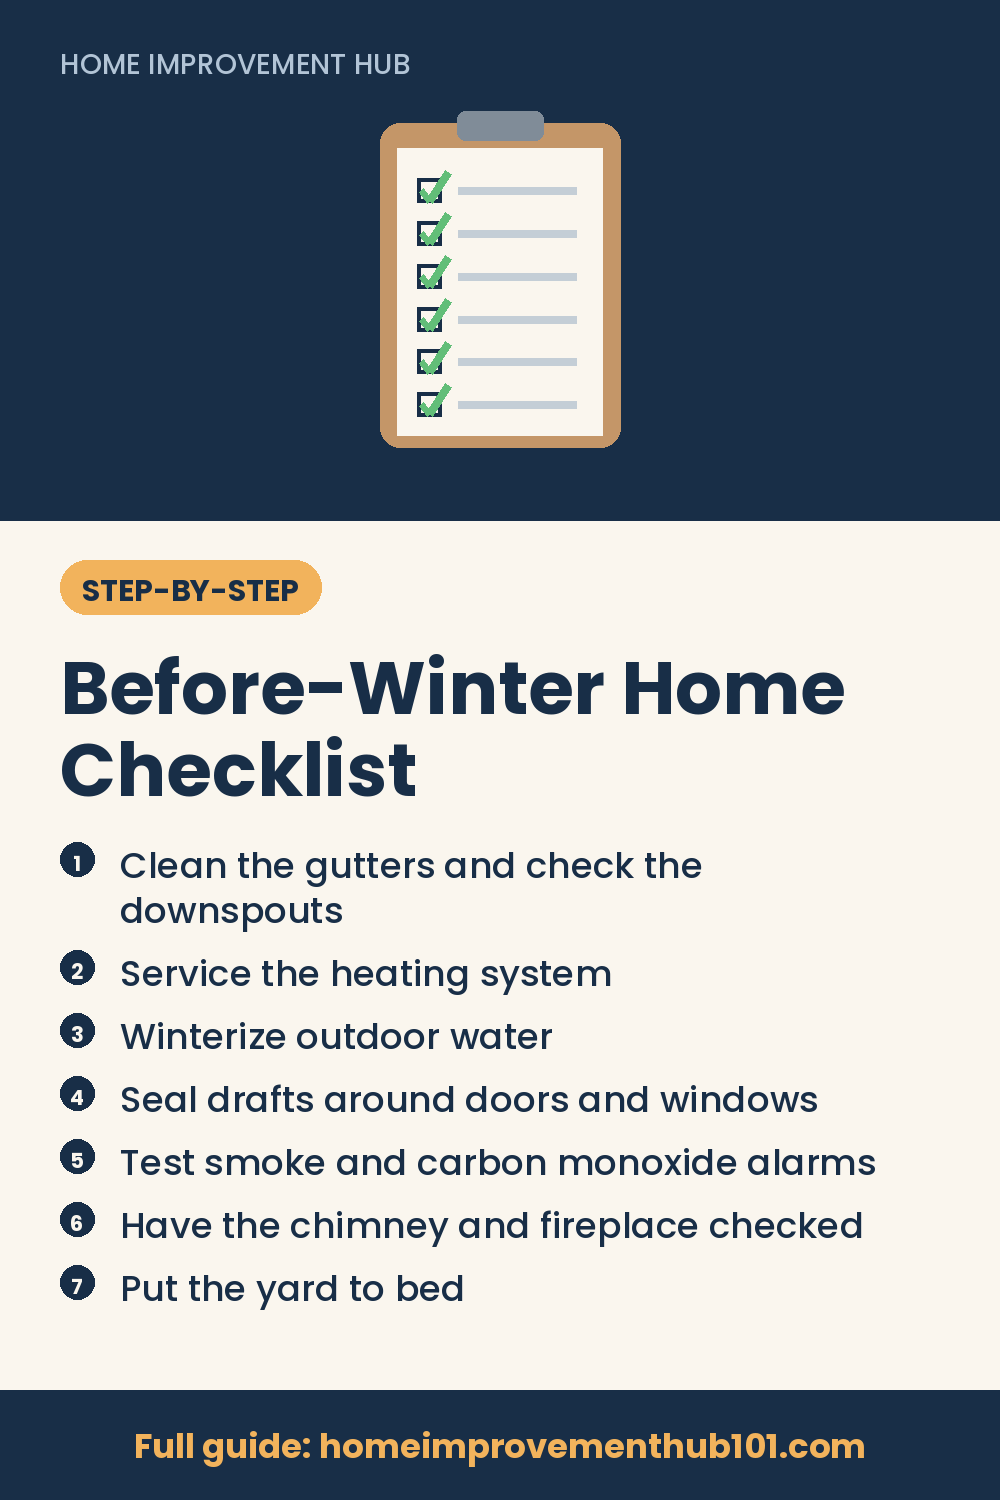 HOME IMPROVEMENT HUB
STEP-BY-STEP
Before-Winter Home
Checklist
1 Clean the gutters and check the
downspouts
2 Service the heating system
3 Winterize outdoor water
4 Seal drafts around doors and windows
5 Test smoke and carbon monoxide alarms
6 Have the chimney and fireplace checked
7 Put the yard to bed
Full guide: homeimprovementhub101.com